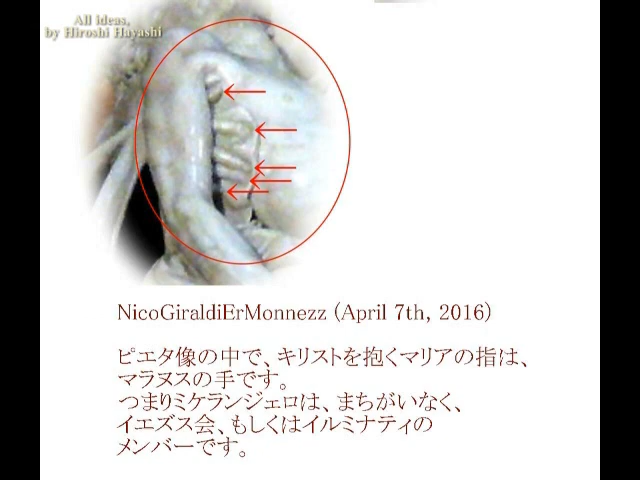 All ideas,
by Hiroshi Hayashi
NicoGiraldiErMonnezz (April 7th, 2016)
ピエタ像の中で、キリストを抱くマリアの指は、
マラヌスの手です。
つまりミケランジェロは、まちがいなく、
イエズス会、もしくはイルミナティの
メンバーです。